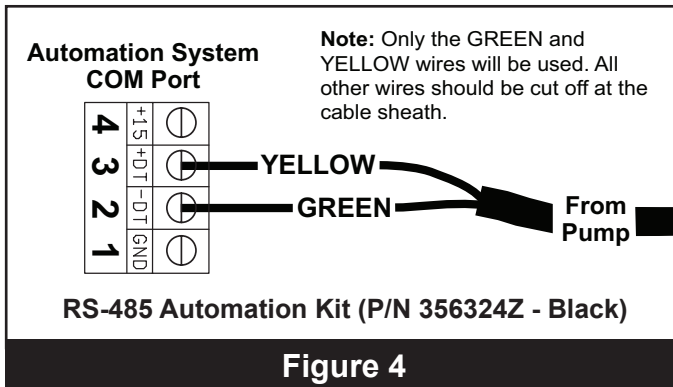 Automation System
COM Port
Note: Only the GREEN and
YELLOW wires will be used. All
other wires should be cut off at the
cable sheath.
4 +15
3 +DT
YELLOW
2 -DT
GREEN
1 GND
From
Pump
RS-485 Automation Kit (P/N 356324Z - Black)
Figure 4